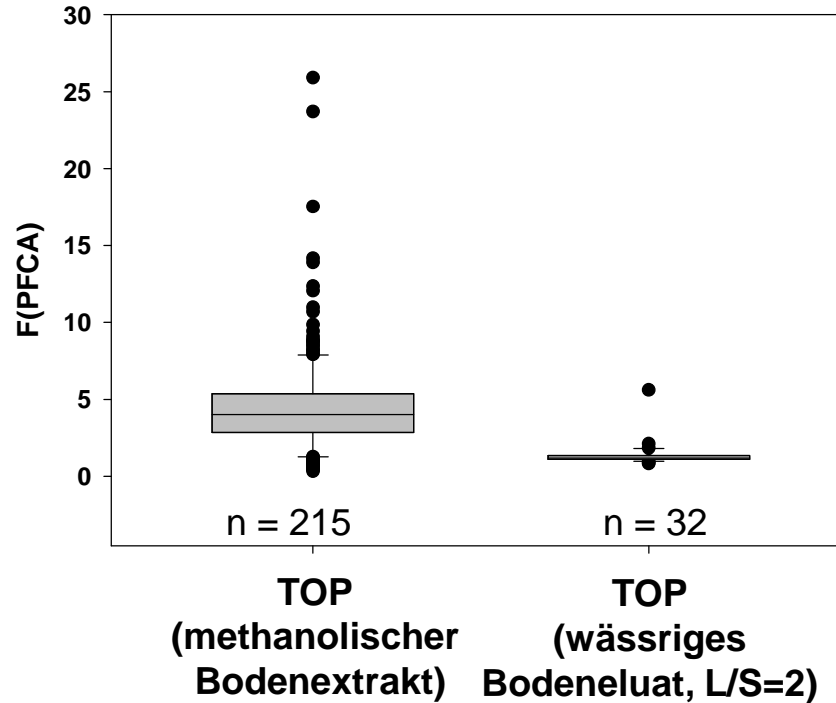 30
25
20
15
10
5
0
F(PFCA)
n = 215
n = 32
TOP
(methanolischer
Bodenextrakt)
TOP
(wässriges
Bodeneluat, L/S=2)